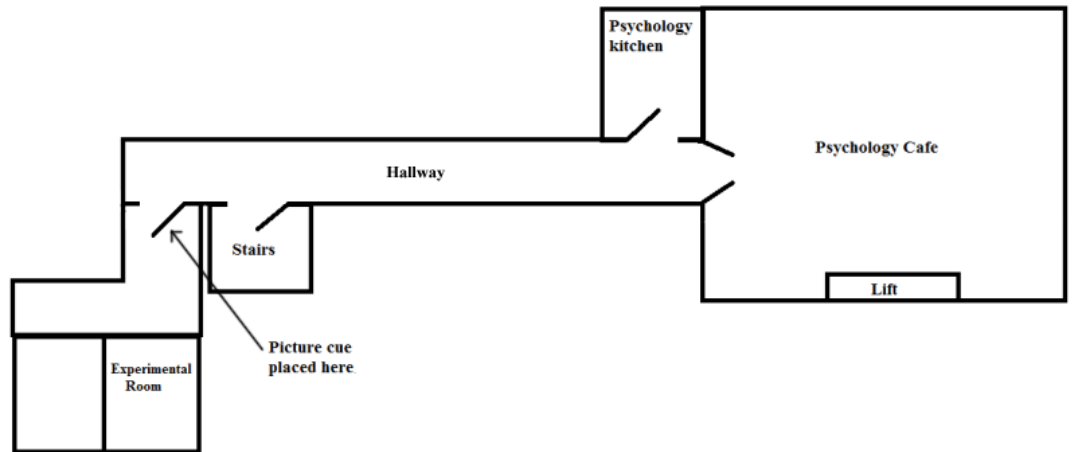 Psychology
kitchen
Psychology Cafe
Hallway
Stairs
Lift
Picture cue
placed here
Experimental
Room